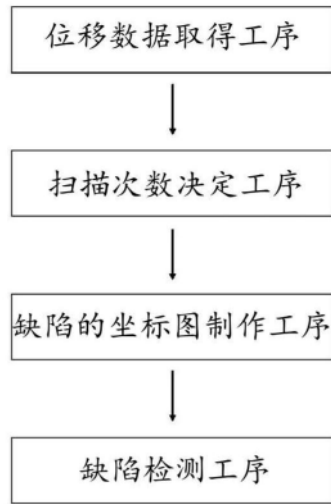 位移数据取得工序
扫描次数决定工序
缺陷的坐标图制作工序
缺陷检测工序